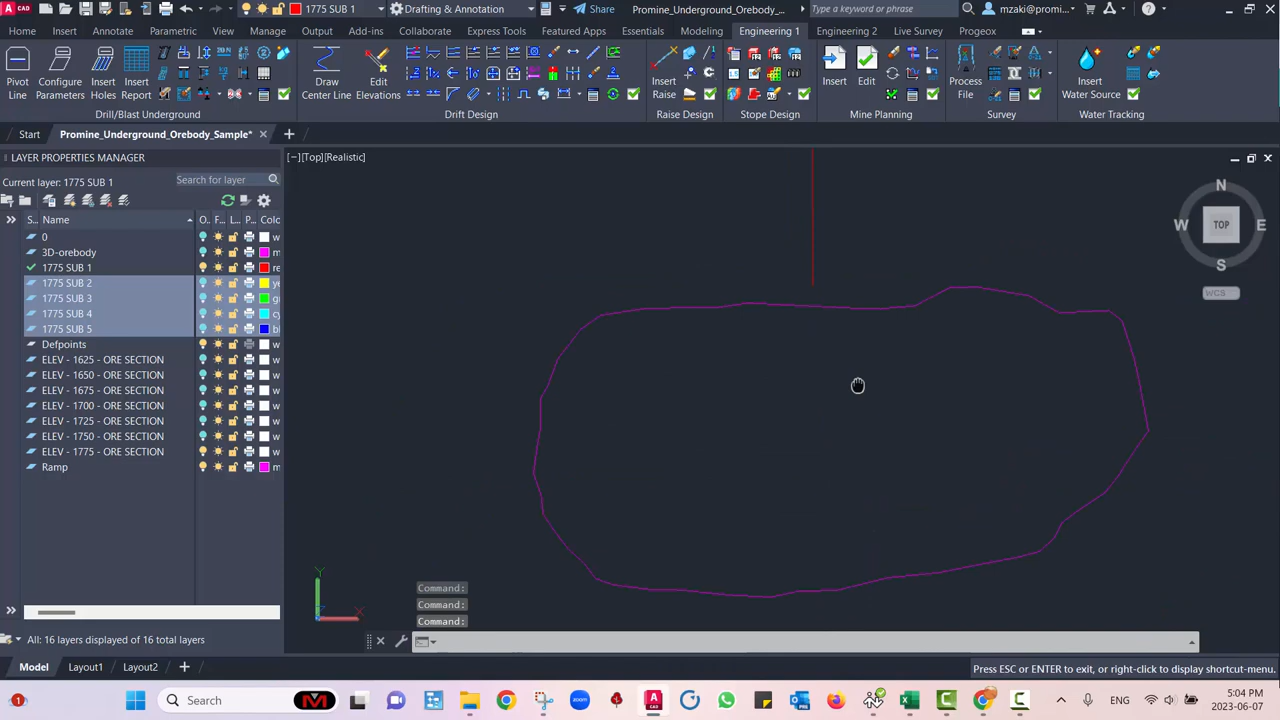 CAD
1775 SUB 1
Drafting & Annotation
Share
Promine_Underground_Orebody_...
Type a keyword or phrase
mzaki@promi...
Home Insert Annotate Parametric View Manage Output Add-ins Collaborate Express Tools Featured Apps Essentials Modeling Engineering 1 Engineering 2 Live Survey Progeox
Pivot Line
Configure Parameters
Insert Holes
Insert Report
Draw Center Line
Edit Elevations
Insert Raise
Insert
Edit
Process File
Insert Water Source
Drill/Blast Underground
Drift Design
Raise Design
Stope Design
Mine Planning
Survey
Water Tracking
Start
Promine_Underground_Orebody_Sample*
LAYER PROPERTIES MANAGER
Current layer: 1775 SUB 1
Search for layer
S.. Name O. F... L... P... Colo
0 w
3D-orebody m
1775 SUB 1 re
1775 SUB 2 ye
1775 SUB 3 gr
1775 SUB 4 cy
1775 SUB 5 bl
Defpoints w
ELEV - 1625 - ORE SECTION w
ELEV - 1650 - ORE SECTION w
ELEV - 1675 - ORE SECTION w
ELEV - 1700 - ORE SECTION w
ELEV - 1725 - ORE SECTION w
ELEV - 1750 - ORE SECTION w
ELEV - 1775 - ORE SECTION w
Ramp m
All: 16 layers displayed of 16 total layers
[−][Top][Realistic]
N
W TOP E
S
WCS
Y
X
Command:
Command:
Command:
Model Layout1 Layout2
Press ESC or ENTER to exit, or right-click to display shortcut-menu.
Search
ENG
5:04 PM
2023-06-07